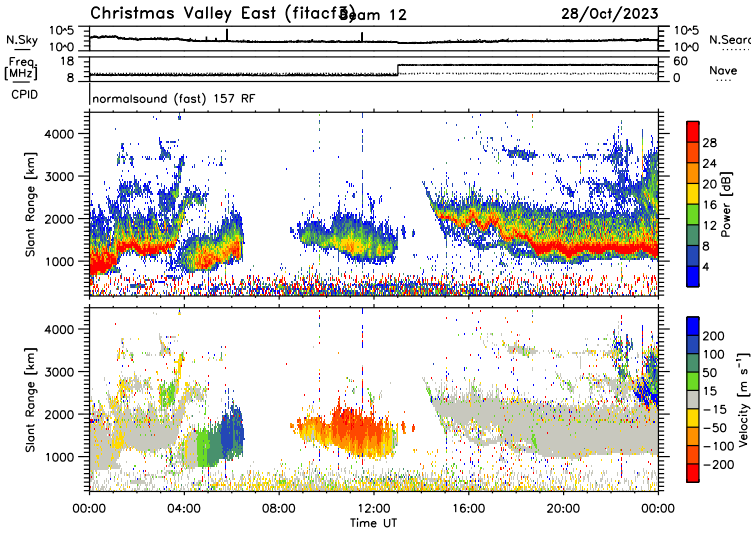 Christmas Valley East (fitacf3) Beam 12 28/Oct/2023
N.Sky 10^5 10^0 10^5 10^0 N.Searc
Freq. [MHz] 18 8 60 0 Nave
CPID normalsound (fast) 157 RF
Slant Range [km] 4000 3000 2000 1000
Power [dB] 28 24 20 16 12 8 4
Slant Range [km] 4000 3000 2000 1000
Velocity [m s⁻¹] 200 100 50 15 −15 −50 −100 −200
00:00 04:00 08:00 12:00 16:00 20:00 00:00
Time UT